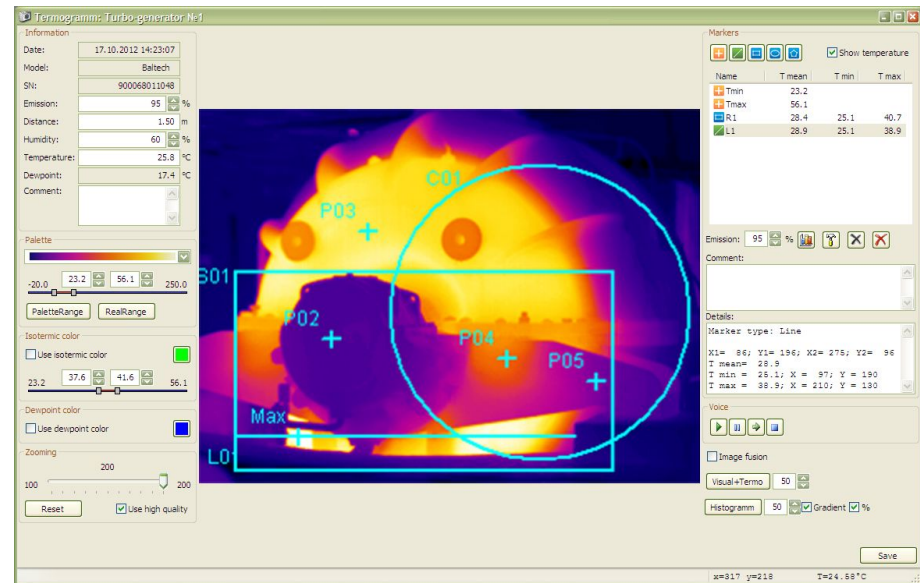 Termogramm: Turbo-generator №1
Information
Date: 17.10.2012 14:23:07
Model: Baltech
SN: 900068011048
Emission: 95 %
Distance: 1.50 m
Humidity: 60 %
Temperature: 25.8 °C
Dewpoint: 17.4 °C
Comment:
Palette
-20.0 23.2 56.1 250.0
PaletteRange RealRange
Isotermic color
Use isotermic color
23.2 37.6 41.6 56.1
Dewpoint color
Use dewpoint color
Zooming
200
100 200
Reset Use high quality
C01
P03
S01
P02
P04
P05
Max
L01
Markers
Show temperature
Name T mean T min T max
Tmin 23.2
Tmax 56.1
R1 28.4 25.1 40.7
L1 28.9 25.1 38.9
Emission: 95 %
Comment:
Details:
Marker type: Line
X1= 86; Y1= 196; X2= 275; Y2= 96
T mean= 28.9
T min = 25.1; X = 97; Y = 190
T max = 38.9; X = 210; Y = 130
Voice
Image fusion
Visual+Termo 50
Histogramm 50 Gradient %
Save
x=317 y=218 T=24.58°C